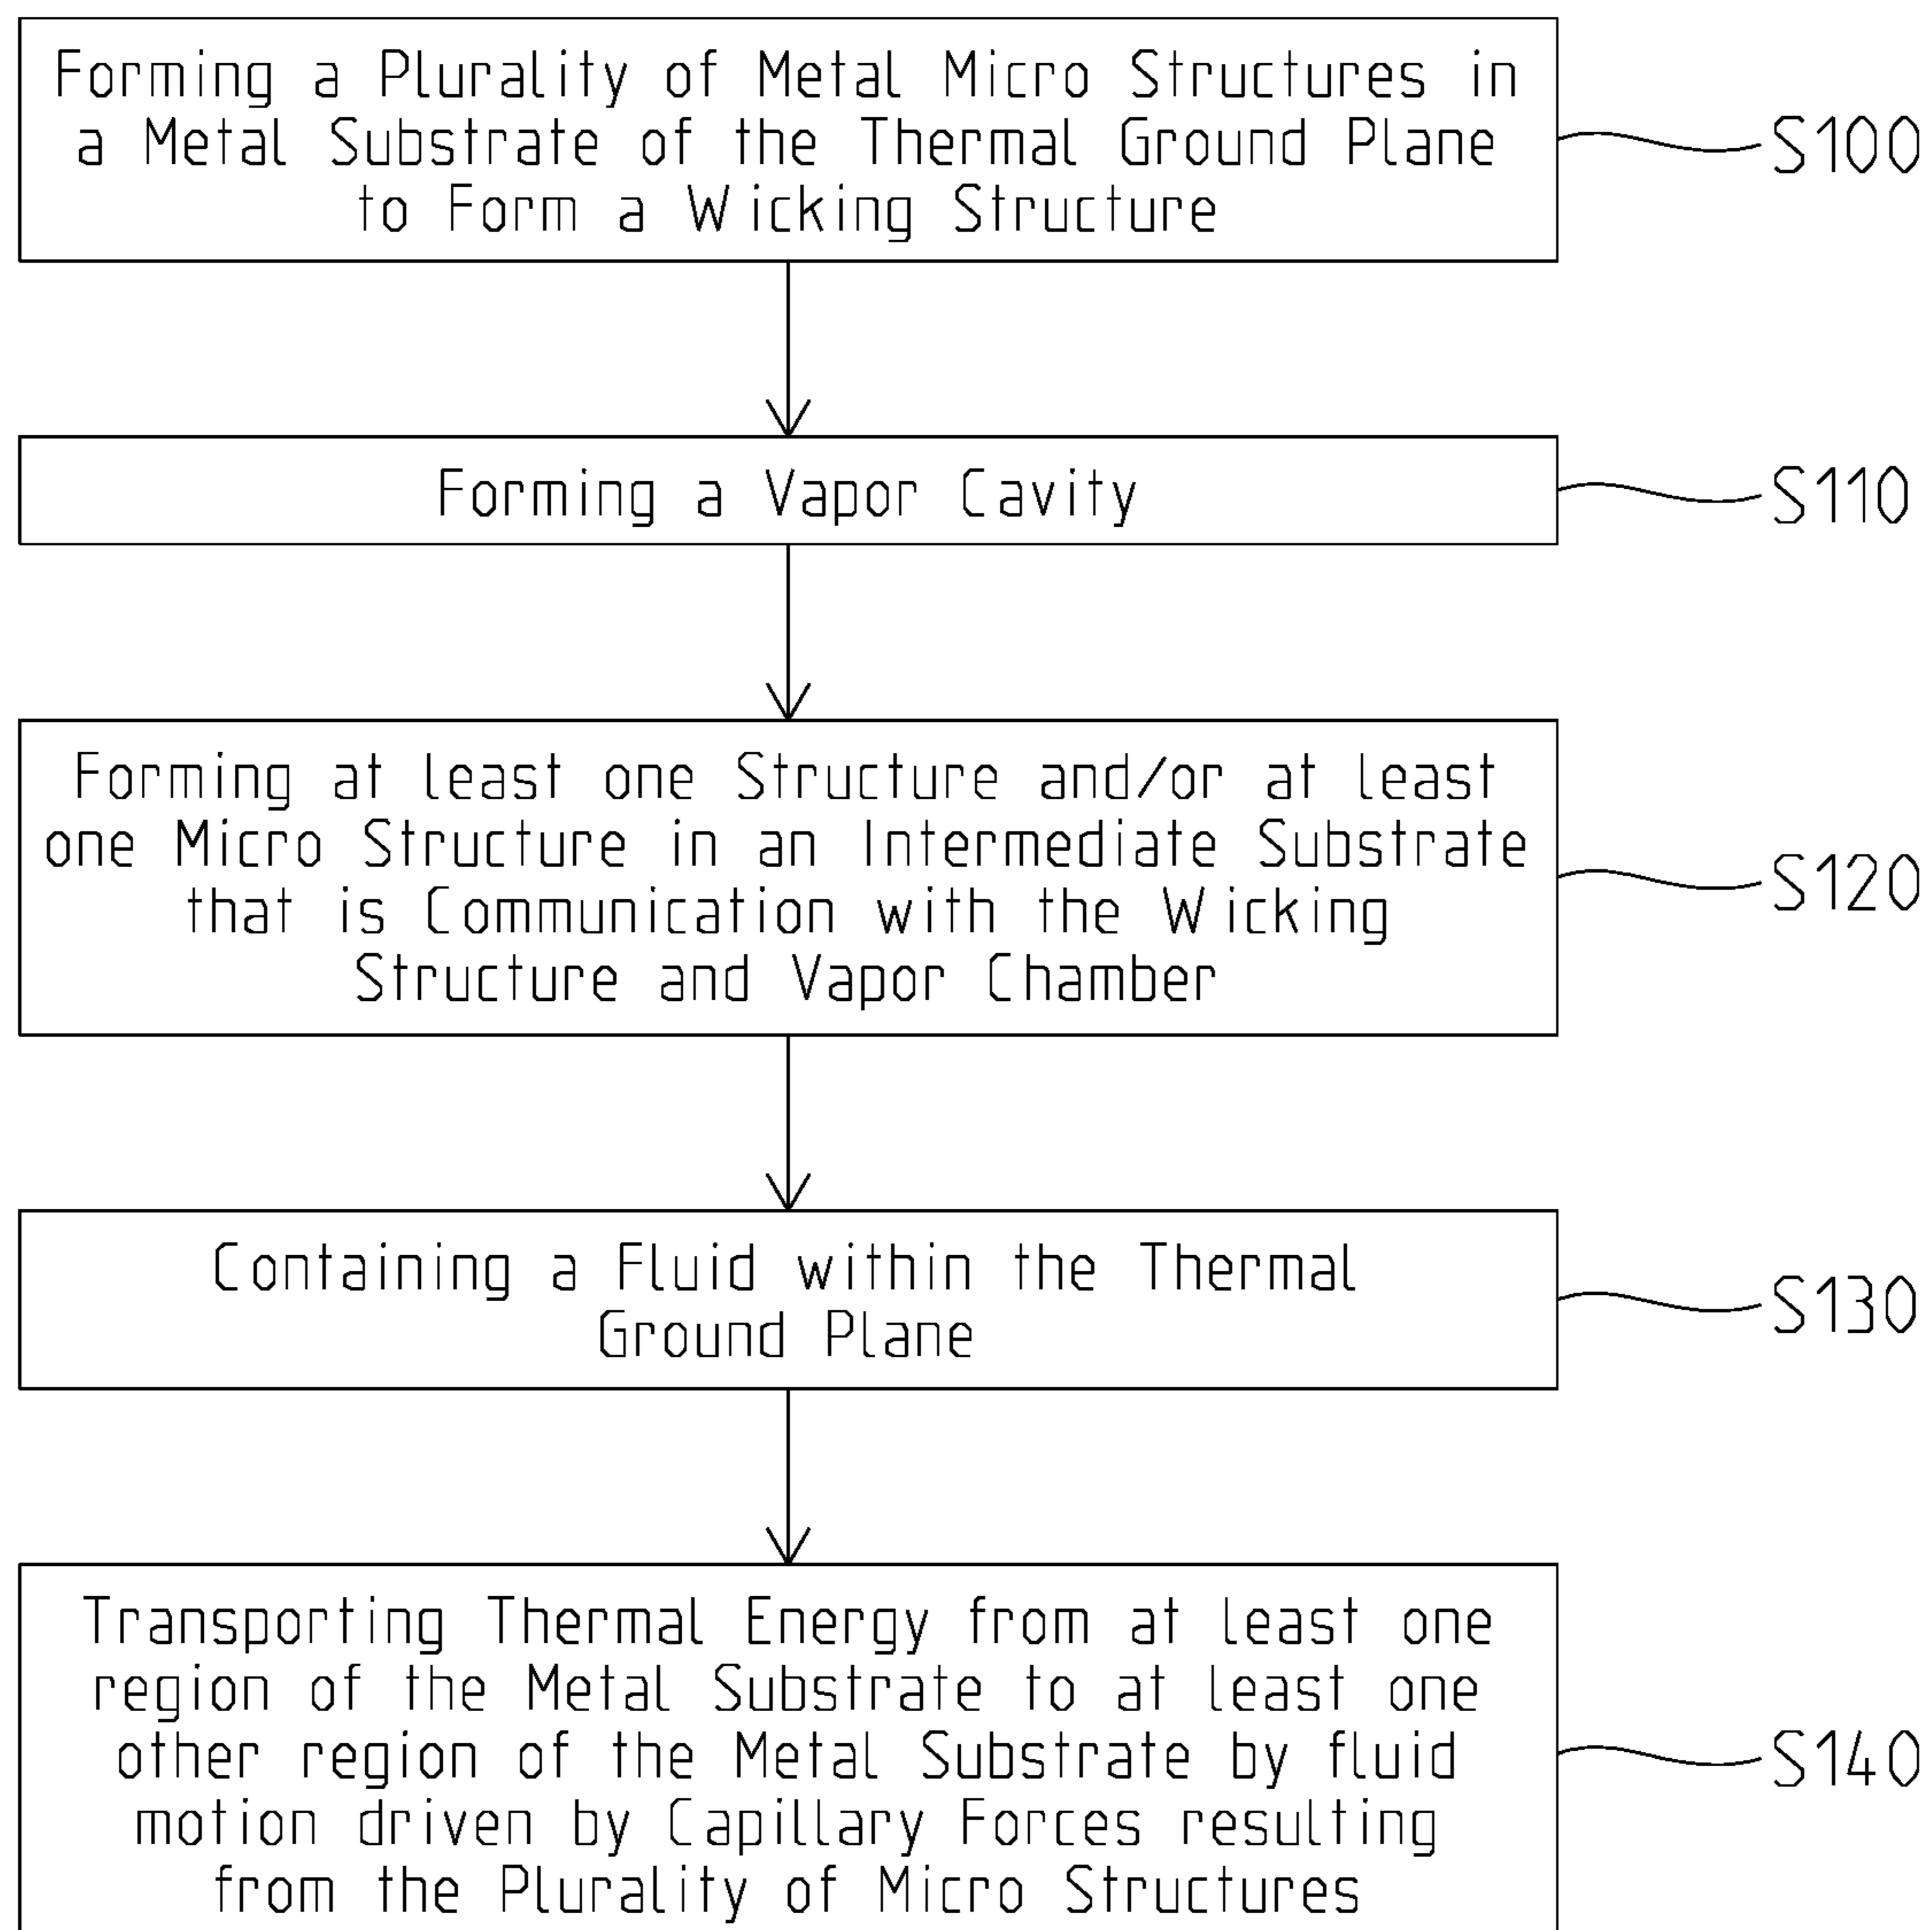 Forming a Plurality of Metal Micro Structures in
a Metal Substrate of the Thermal Ground Plane
to Form a Wicking Structure
S100
Forming a Vapor Cavity
S110
Forming at least one Structure and/or at least
one Micro Structure in an Intermediate Substrate
that is Communication with the Wicking
Structure and Vapor Chamber
S120
Containing a Fluid within the Thermal
Ground Plane
S130
Transporting Thermal Energy from at least one
region of the Metal Substrate to at least one
other region of the Metal Substrate by fluid
motion driven by Capillary Forces resulting
from the Plurality of Micro Structures
S140